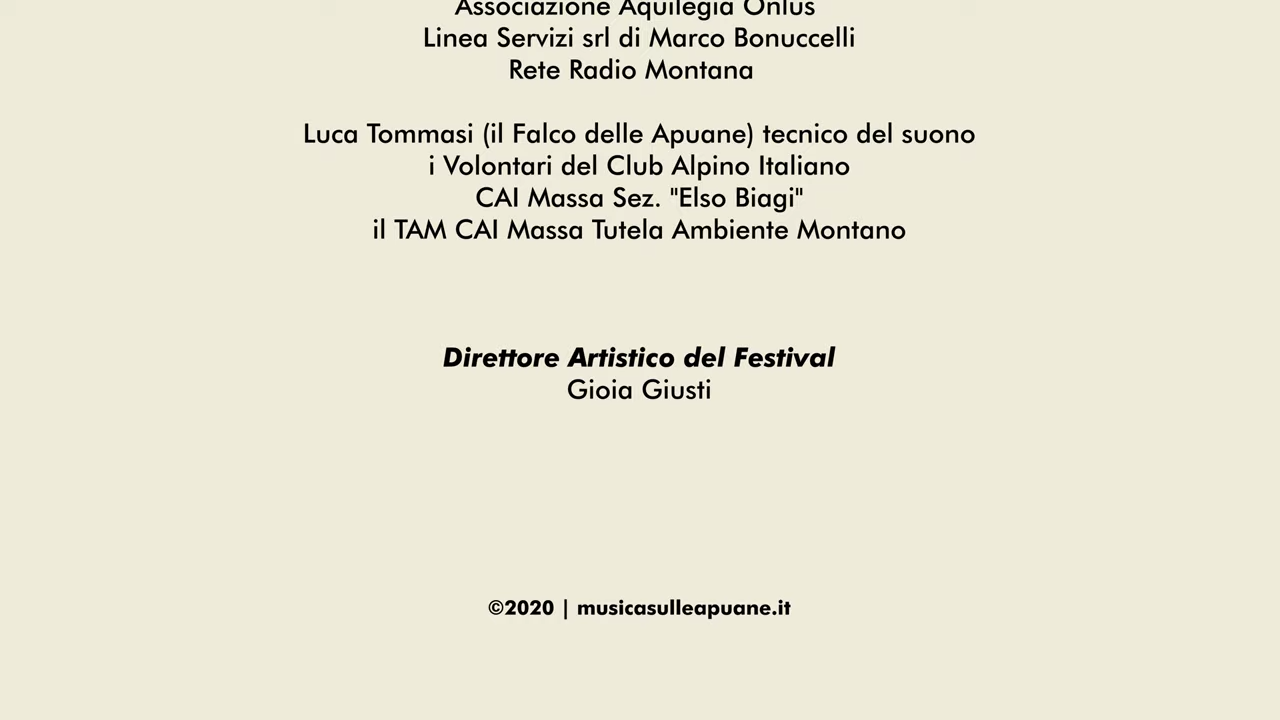 Associazione Aquilegia Onlus
Linea Servizi srl di Marco Bonuccelli
Rete Radio Montana
Luca Tommasi (il Falco delle Apuane) tecnico del suono
i Volontari del Club Alpino Italiano
CAI Massa Sez. "Elso Biagi"
il TAM CAI Massa Tutela Ambiente Montano
Direttore Artistico del Festival
Gioia Giusti
©2020 | musicasulleapuane.it